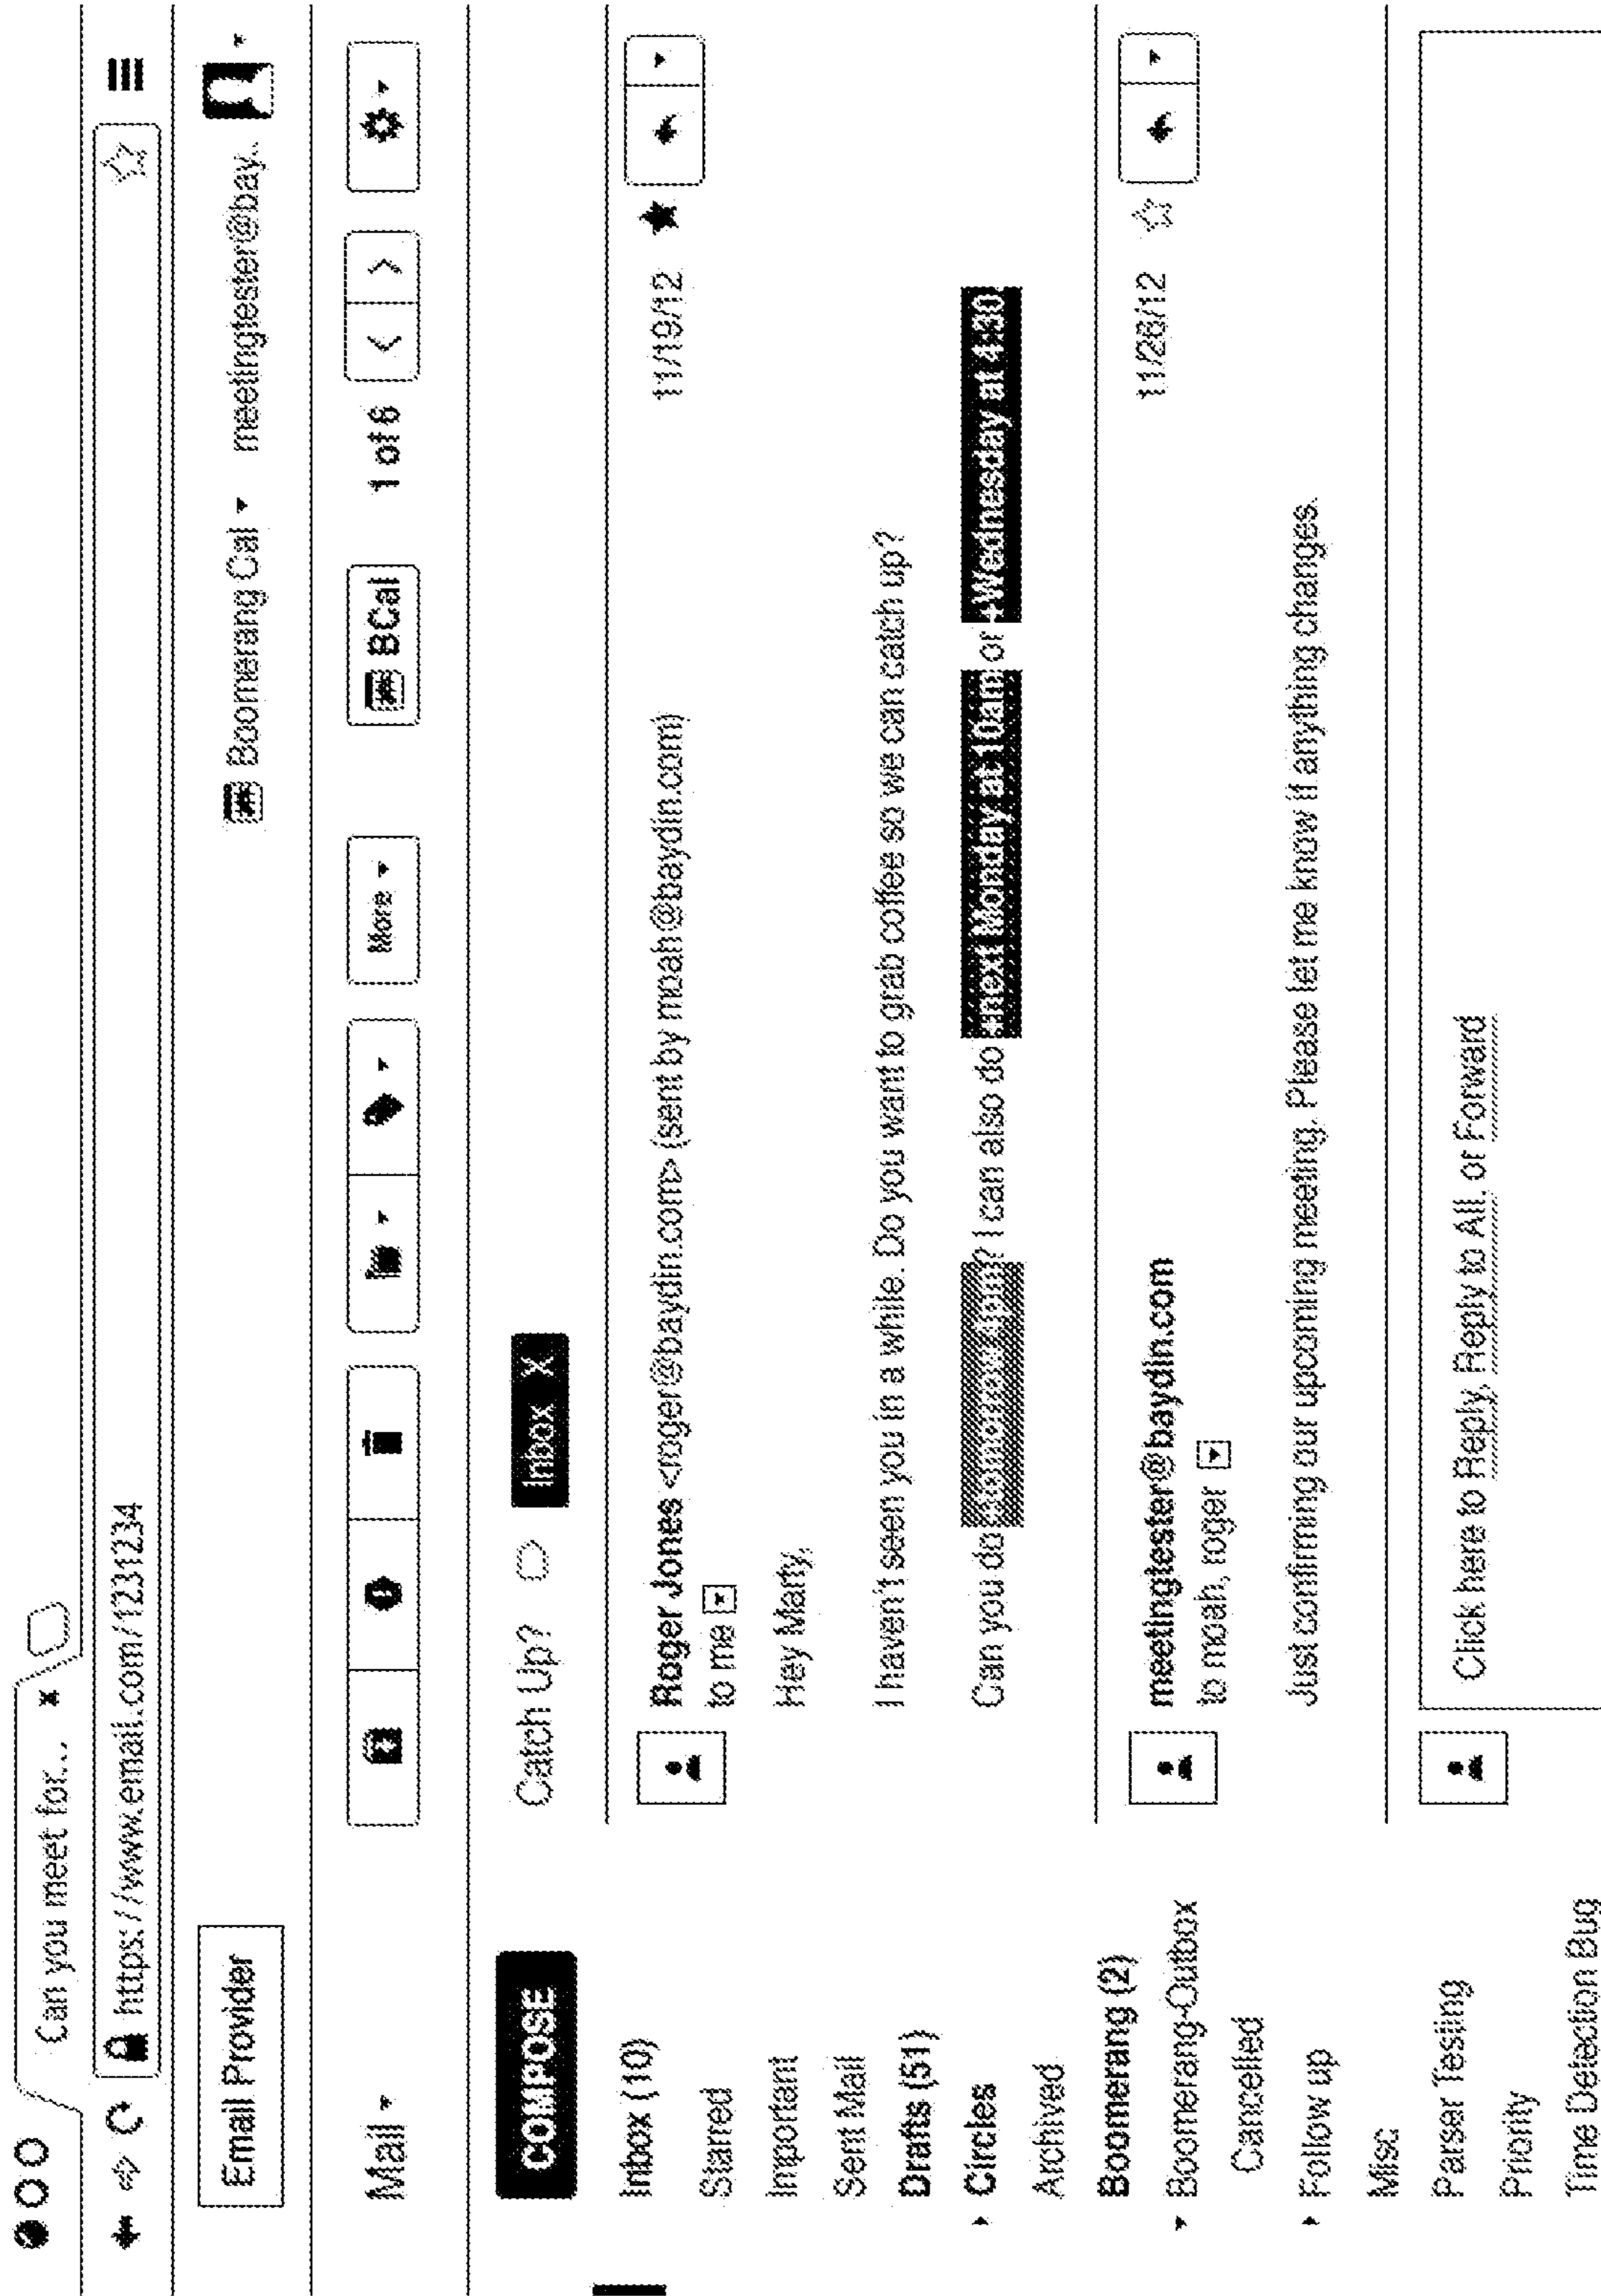 Can you meet for... x
https://www.email.com/1231234
Email Provider
Boomerang Cal
meetingtester@bay..
Mail
More
BCal
1 of 6
COMPOSE
Catch Up?
Inbox X
Inbox (10)
Starred
Important
Sent Mail
Drafts (51)
Circles
Archived
Boomerang (2)
Boomerang-Outbox
Cancelled
Follow up
Misc
Parser Testing
Priority
Time Detection Bug
Roger Jones <roger@baydin.com> (sent by moah@baydin.com)
11/19/12
to me
Hey Marty,
I haven't seen you in a while. Do you want to grab coffee so we can catch up?
Can you do tomorrow 4pm? I can also do +next Monday at 10am or +Wednesday at 4:30
meetingtester@baydin.com
11/28/12
to moah, roger
Just confirming our upcoming meeting. Please let me know if anything changes.
Click here to Reply, Reply to All, or Forward